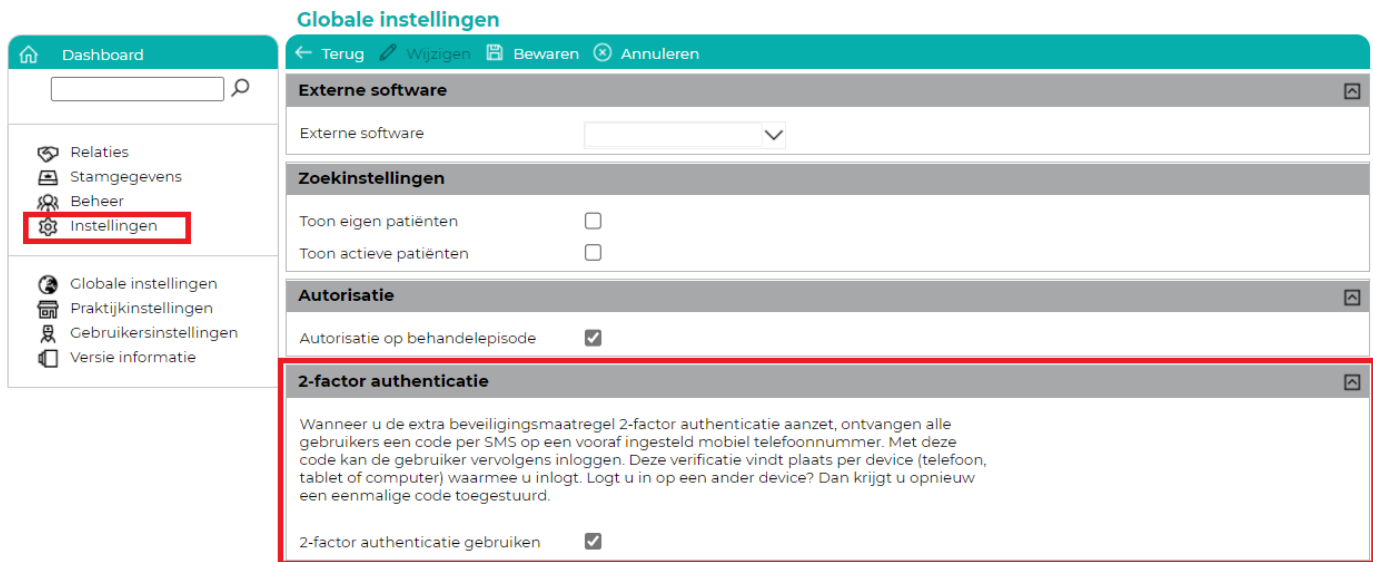 Globale instellingen
Dashboard
Terug Wijzigen Bewaren Annuleren
Externe software
Externe software
Relaties
Stamgegevens
Beheer
Instellingen
Globale instellingen
Praktijkinstellingen
Gebruikersinstellingen
Versie informatie
Zoekinstellingen
Toon eigen patiënten
Toon actieve patiënten
Autorisatie
Autorisatie op behandelepisode
2-factor authenticatie
Wanneer u de extra beveiligingsmaatregel 2-factor authenticatie aanzet, ontvangen alle
gebruikers een code per SMS op een vooraf ingesteld mobiel telefoonnummer. Met deze
code kan de gebruiker vervolgens inloggen. Deze verificatie vindt plaats per device (telefoon,
tablet of computer) waarmee u inlogt. Logt u in op een ander device? Dan krijgt u opnieuw
een eenmalige code toegestuurd.
2-factor authenticatie gebruiken